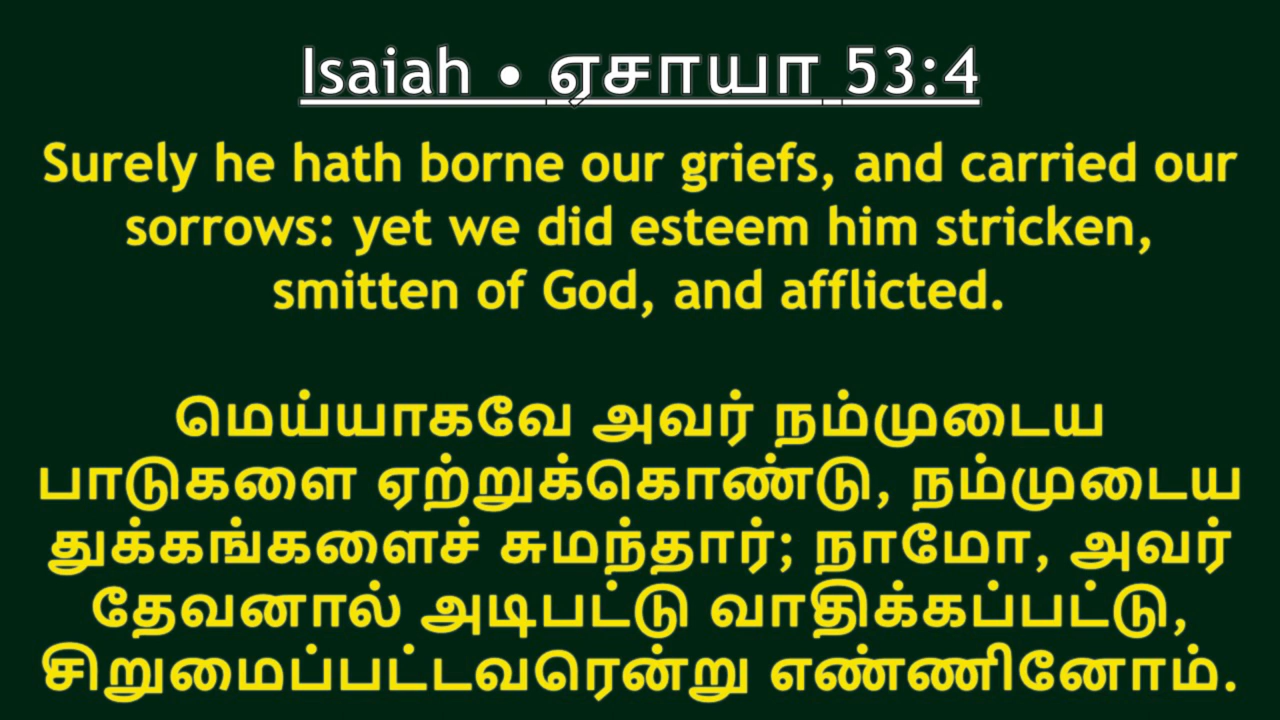 Isaiah • ஏசாயா 53:4
Surely he hath borne our griefs, and carried our
sorrows: yet we did esteem him stricken,
smitten of God, and afflicted.
மெய்யாகவே அவர் நம்முடைய
பாடுகளை ஏற்றுக்கொண்டு, நம்முடைய
துக்கங்களைச் சுமந்தார்; நாமோ, அவர்
தேவனால் அடிபட்டு வாதிக்கப்பட்டு,
சிறுமைப்பட்டவரென்று எண்ணினோம்.